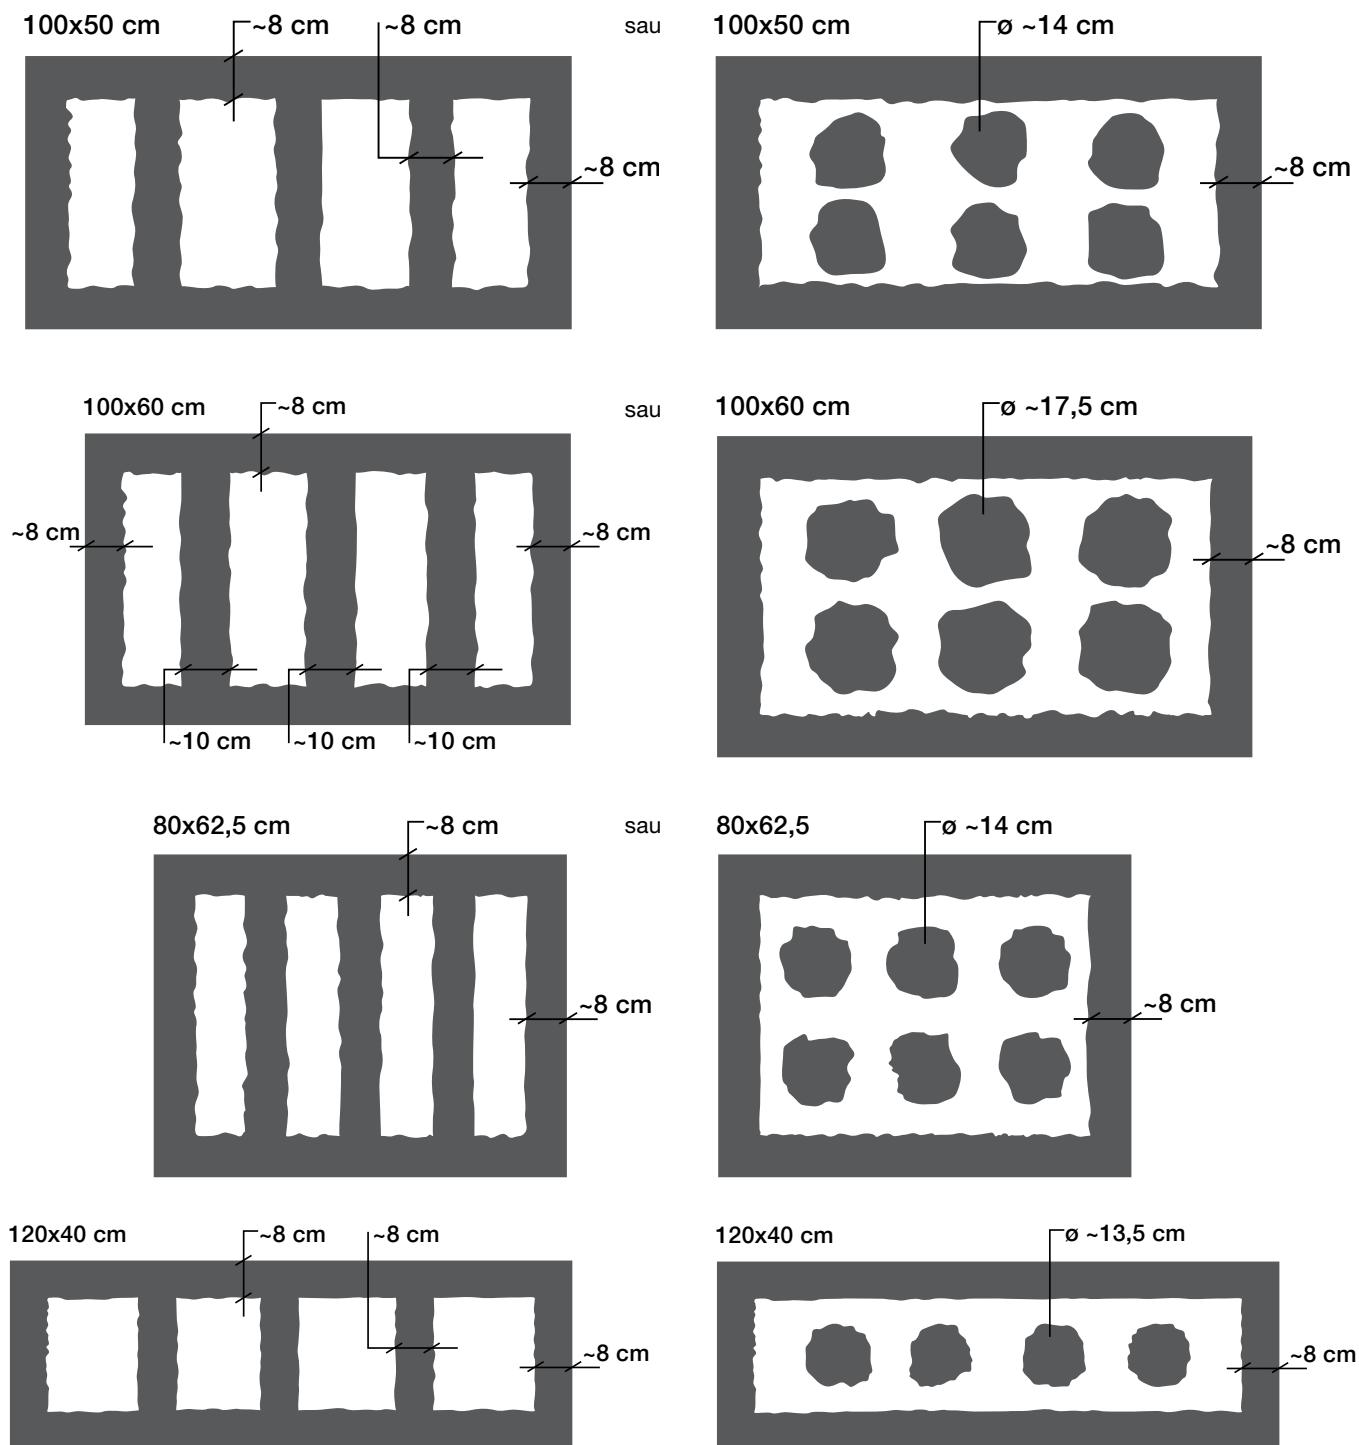 100x50 cm ~8 cm ~8 cm sau 100x50 cm ø ~14 cm
~8 cm ~8 cm
100x60 cm ~8 cm sau 100x60 cm ø ~17,5 cm
~8 cm ~8 cm ~8 cm
~10 cm ~10 cm ~10 cm
80x62,5 cm ~8 cm sau 80x62,5 ø ~14 cm
~8 cm ~8 cm
120x40 cm ~8 cm ~8 cm 120x40 cm ø ~13,5 cm
~8 cm ~8 cm